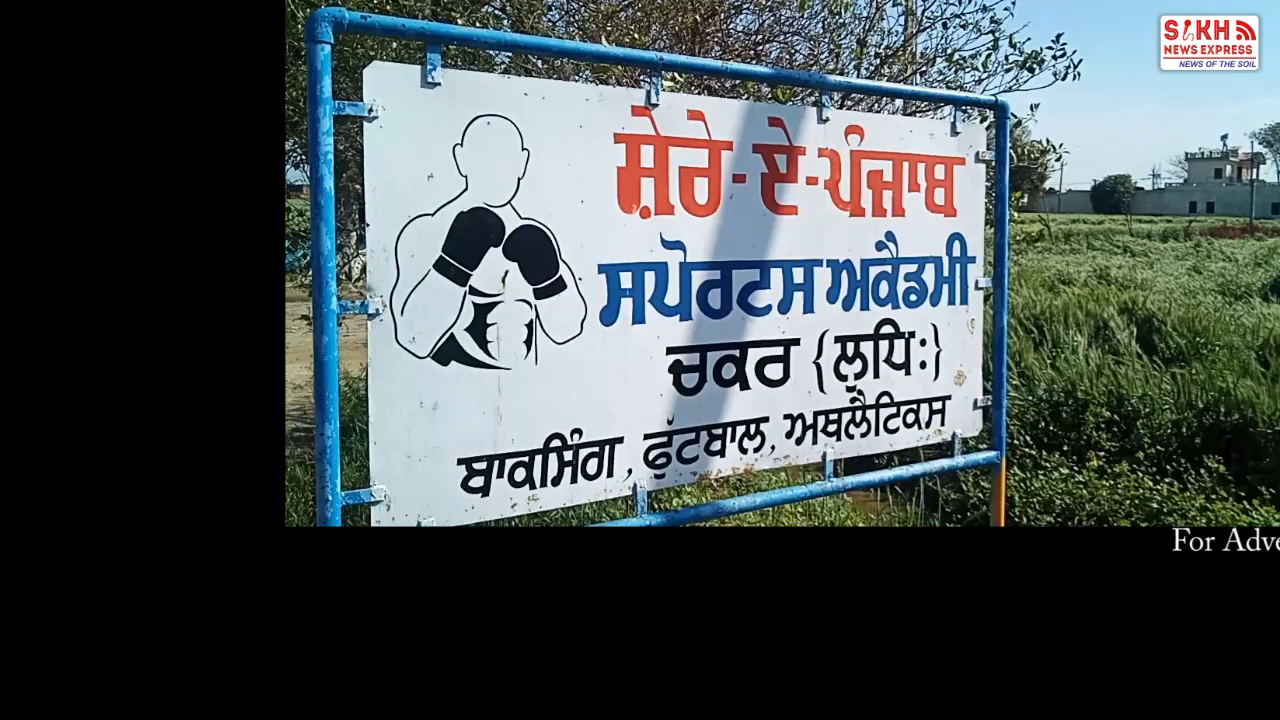 SIKH
NEWS EXPRESS
NEWS OF THE SOIL
ਸ਼ੇਰੇ-ਏ-ਪੰਜਾਬ
ਸਪੋਰਟਸ ਅਕੈਡਮੀ
ਚਕਰ {ਲੁਧਿ:}
ਬਾਕਸਿੰਗ, ਫੁੱਟਬਾਲ, ਅਥਲੈਟਿਕਸ
For Adve